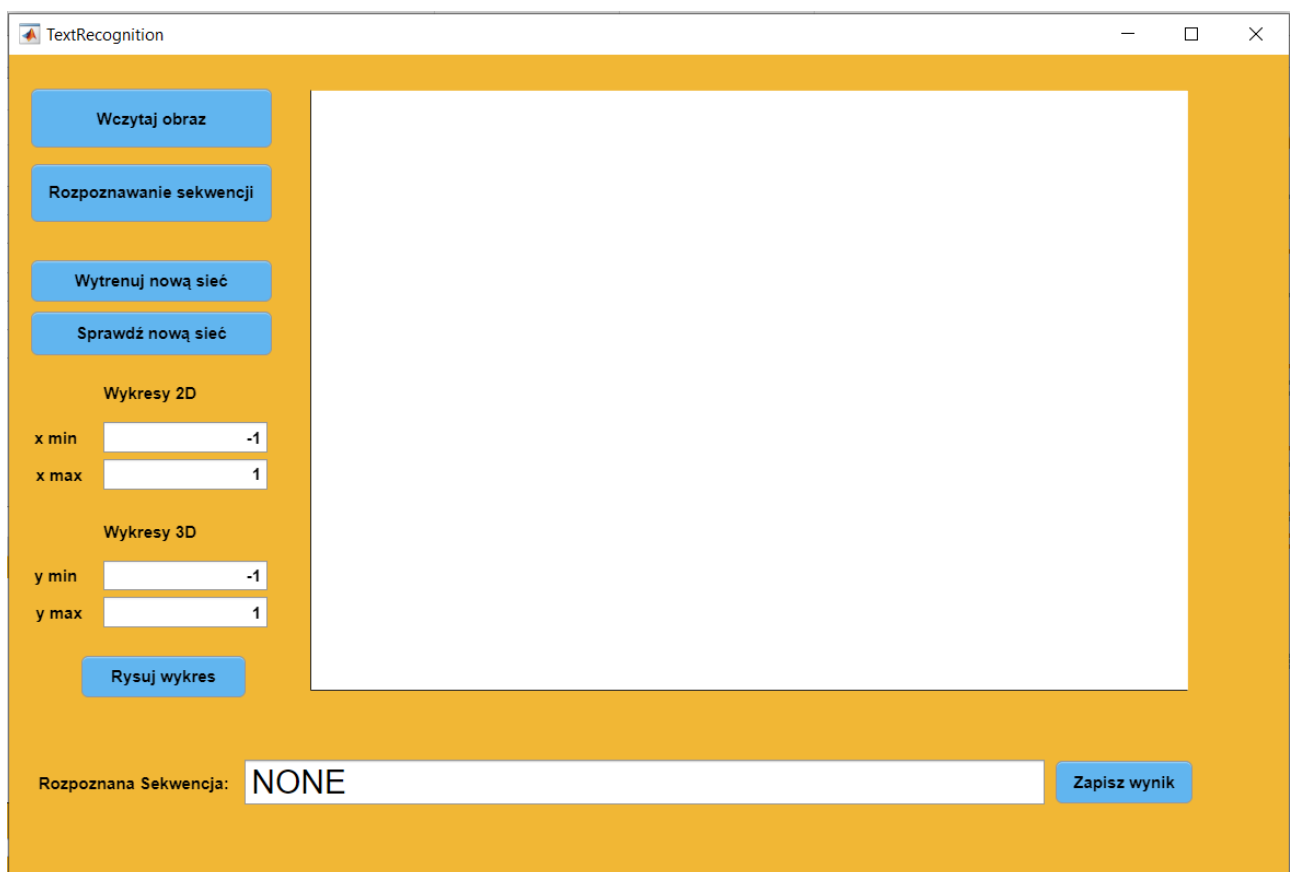 TextRecognition
Wczytaj obraz
Rozpoznawanie sekwencji
Wytrenuj nową sieć
Sprawdź nową sieć
Wykresy 2D
x min -1
x max 1
Wykresy 3D
y min -1
y max 1
Rysuj wykres
Rozpoznana Sekwencja: NONE Zapisz wynik